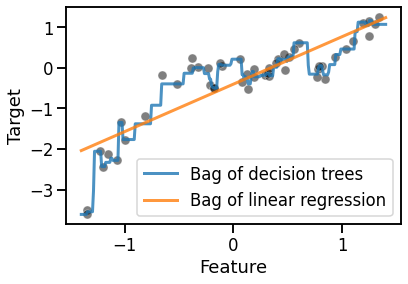 1
0
−1
−2
−3
Target
Bag of decision trees
Bag of linear regression
−1 0 1
Feature